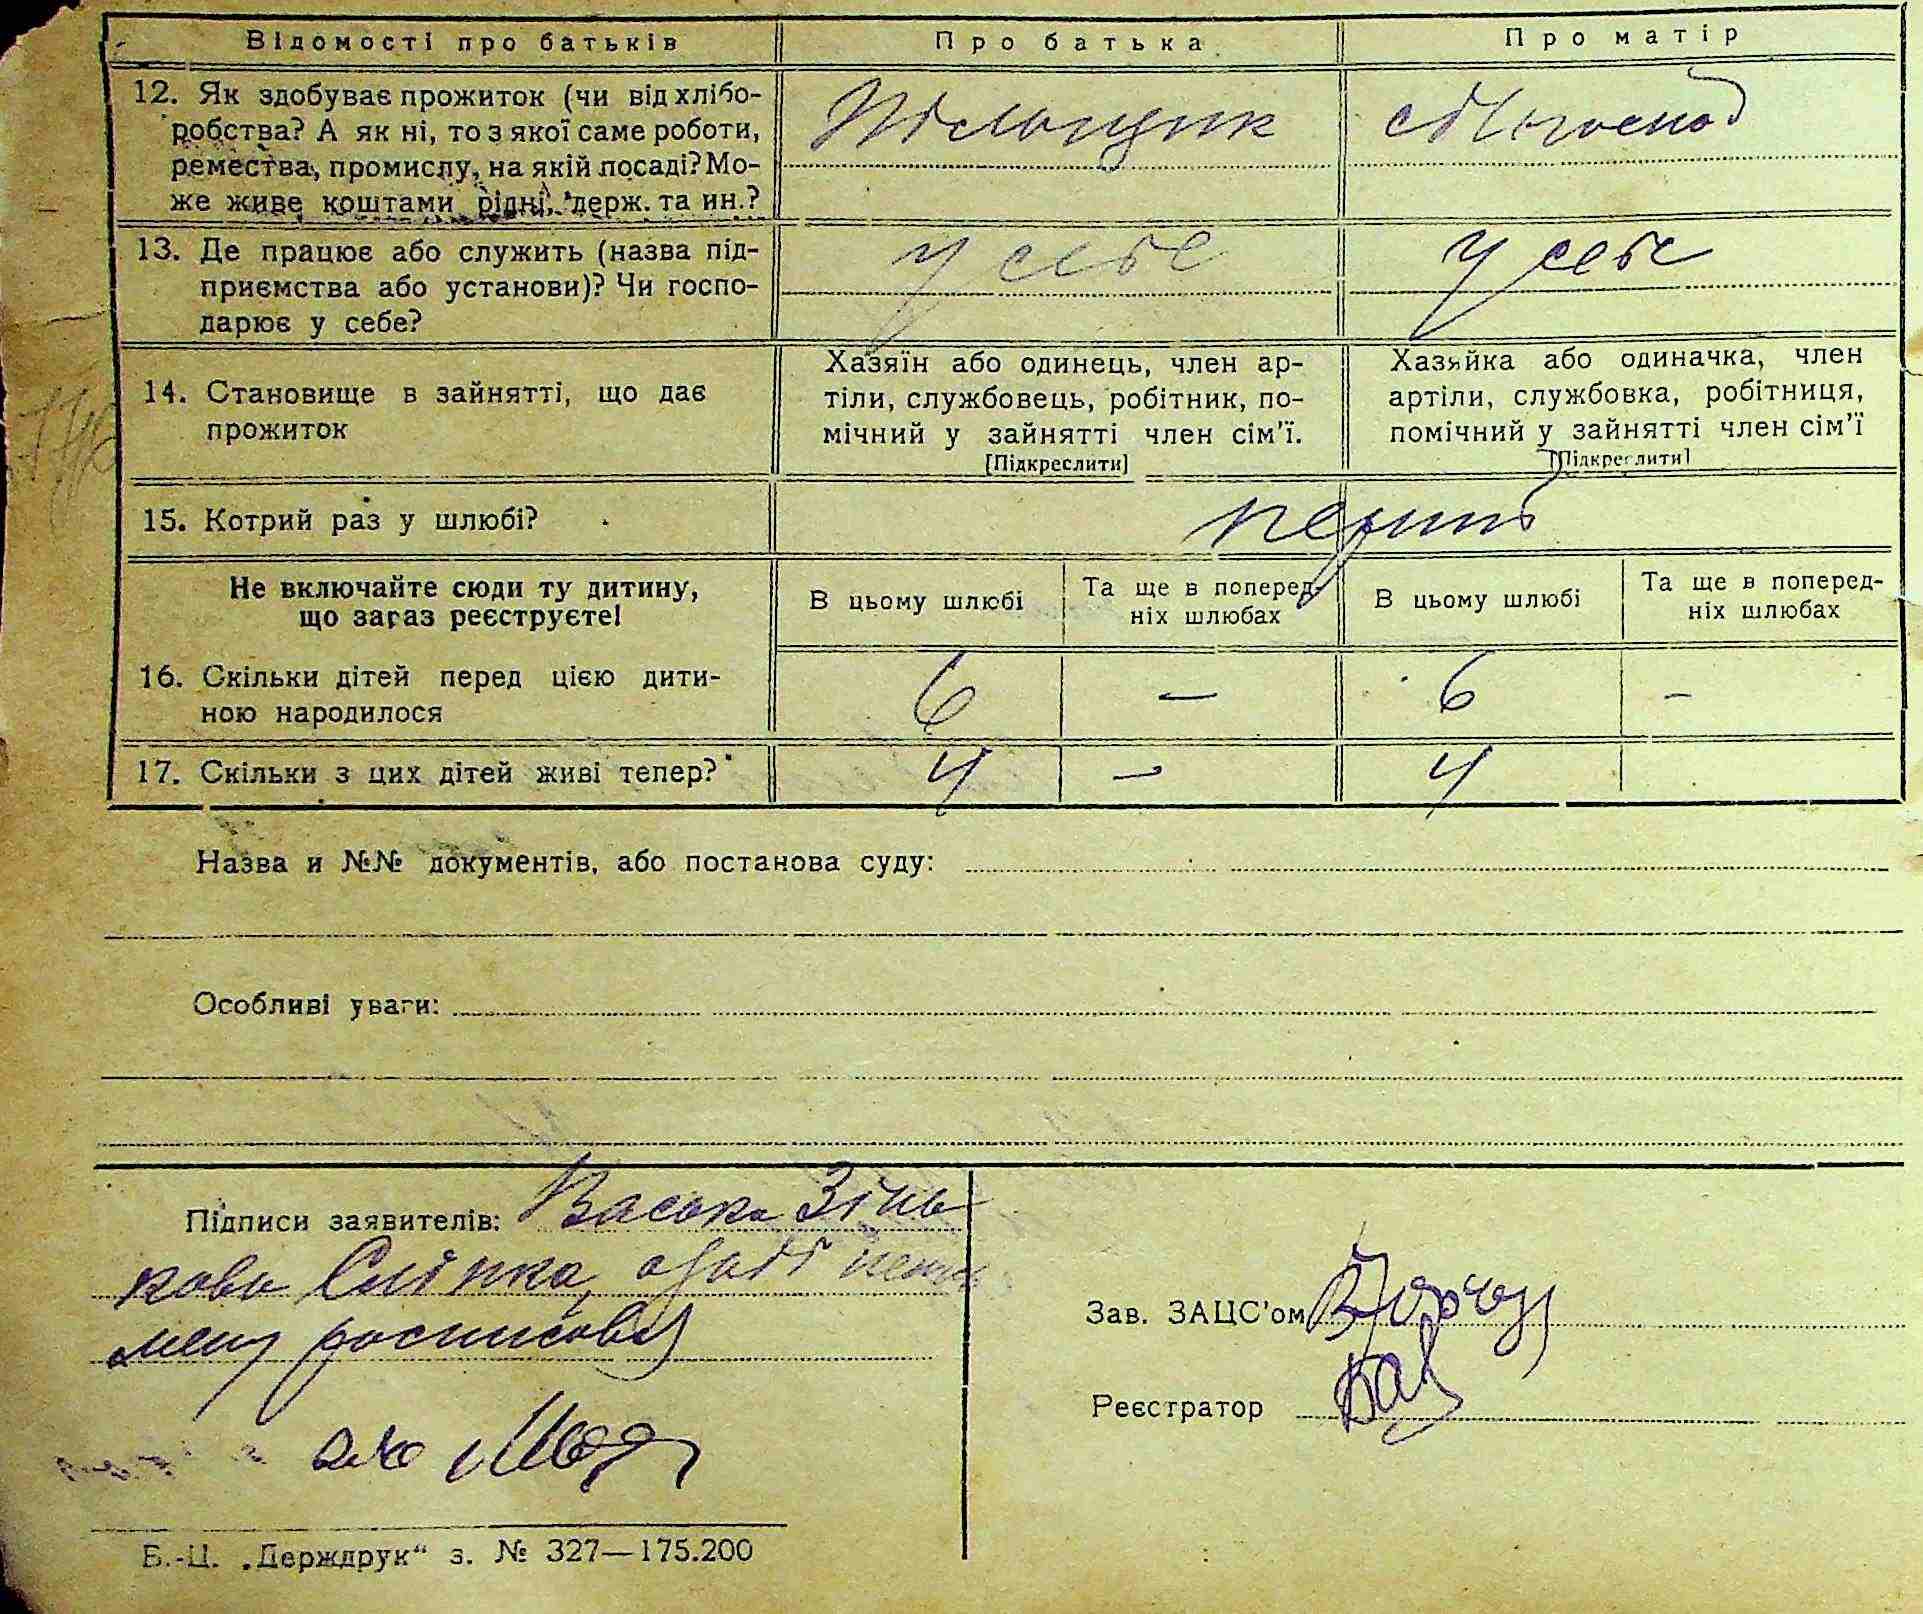 Відомості про батьків Про батька Про матір
12. Як здобуває прожиток (чи від хлібо-
робства? А як ні, то з якої саме роботи,
ремества, промислу, на якій посаді? Мо-
же живе коштами рідні, держ. та ин.?
13. Де працює або служить (назва під-
приємства або установи)? Чи госпо-
дарює у себе?
у себе у себе
14. Становище в зайнятті, що дає
прожиток
Хазяїн або одинець, член ар-
тіли, службовець, робітник, по-
мічний у зайнятті член сім'ї.
[Підкреслити]
Хазяйка або одиначка, член
артіли, службовка, робітниця,
помічний у зайнятті член сім'ї
[Підкреслити]
15. Котрий раз у шлюбі?
Не включайте сюди ту дитину,
що зараз реєструєте!
В цьому шлюбі
Та ще в поперед-
ніх шлюбах
В цьому шлюбі
Та ще в поперед-
ніх шлюбах
16. Скільки дітей перед цією дити-
ною народилося
6 – 6 –
17. Скільки з цих дітей живі тепер? 4 – 4
Назва и №№ документів, або постанова суду:
Особливі уваги:
Підписи заявителів:
Зав. ЗАЦС'ом
Реєстратор
Б.-Ц. „Держдрук“ з. № 327—175.200